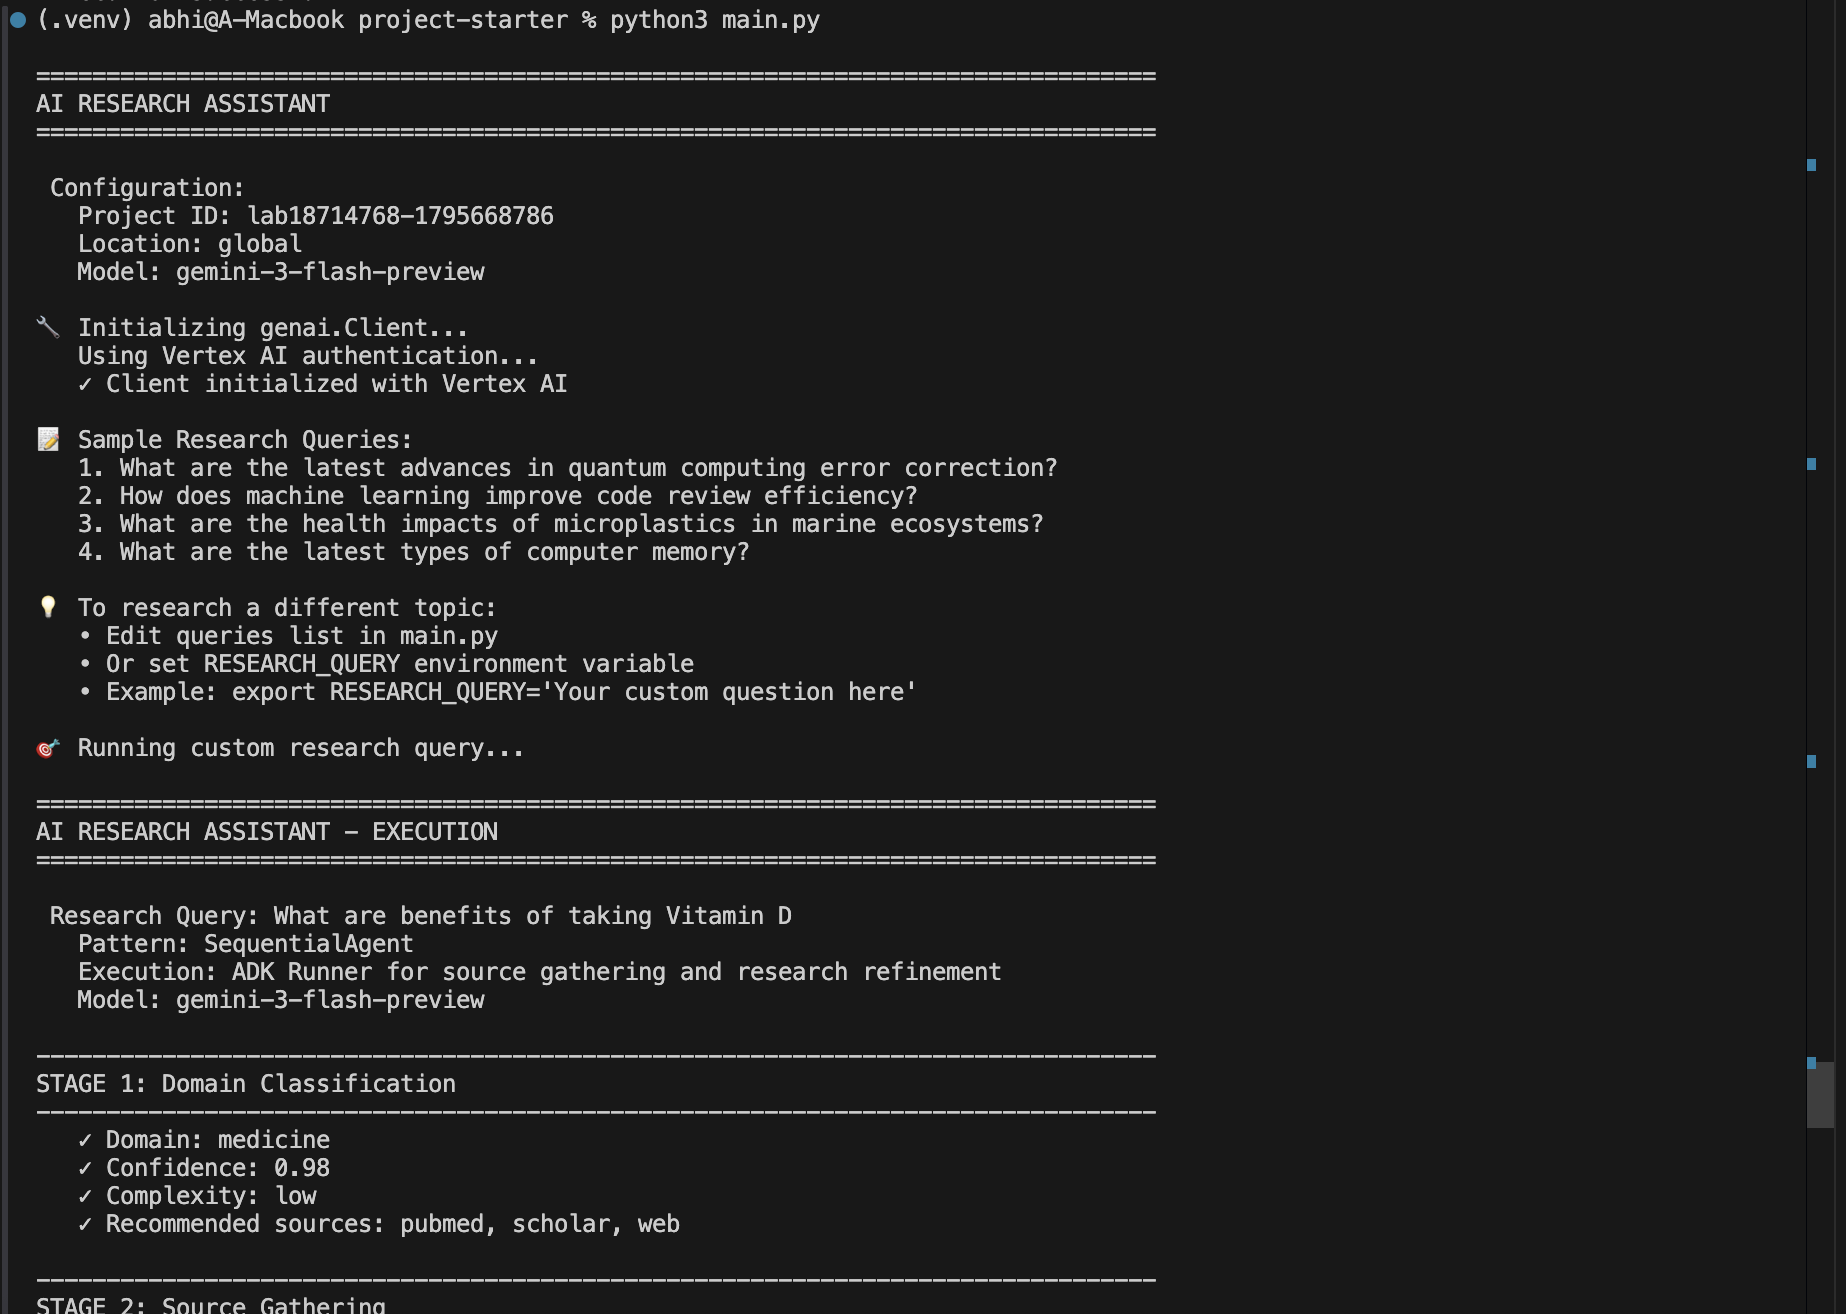 (.venv) abhi@A-Macbook project-starter % python3 main.py
================================================================================
AI RESEARCH ASSISTANT
================================================================================
Configuration:
Project ID: lab18714768-1795668786
Location: global
Model: gemini-3-flash-preview
🔧 Initializing genai.Client...
Using Vertex AI authentication...
✓ Client initialized with Vertex AI
📝 Sample Research Queries:
1. What are the latest advances in quantum computing error correction?
2. How does machine learning improve code review efficiency?
3. What are the health impacts of microplastics in marine ecosystems?
4. What are the latest types of computer memory?
💡 To research a different topic:
• Edit queries list in main.py
• Or set RESEARCH_QUERY environment variable
• Example: export RESEARCH_QUERY='Your custom question here'
🎯 Running custom research query...
================================================================================
AI RESEARCH ASSISTANT - EXECUTION
================================================================================
Research Query: What are benefits of taking Vitamin D
Pattern: SequentialAgent
Execution: ADK Runner for source gathering and research refinement
Model: gemini-3-flash-preview
--------------------------------------------------------------------------------
STAGE 1: Domain Classification
--------------------------------------------------------------------------------
✓ Domain: medicine
✓ Confidence: 0.98
✓ Complexity: low
✓ Recommended sources: pubmed, scholar, web
--------------------------------------------------------------------------------
STAGE 2: Source Gathering